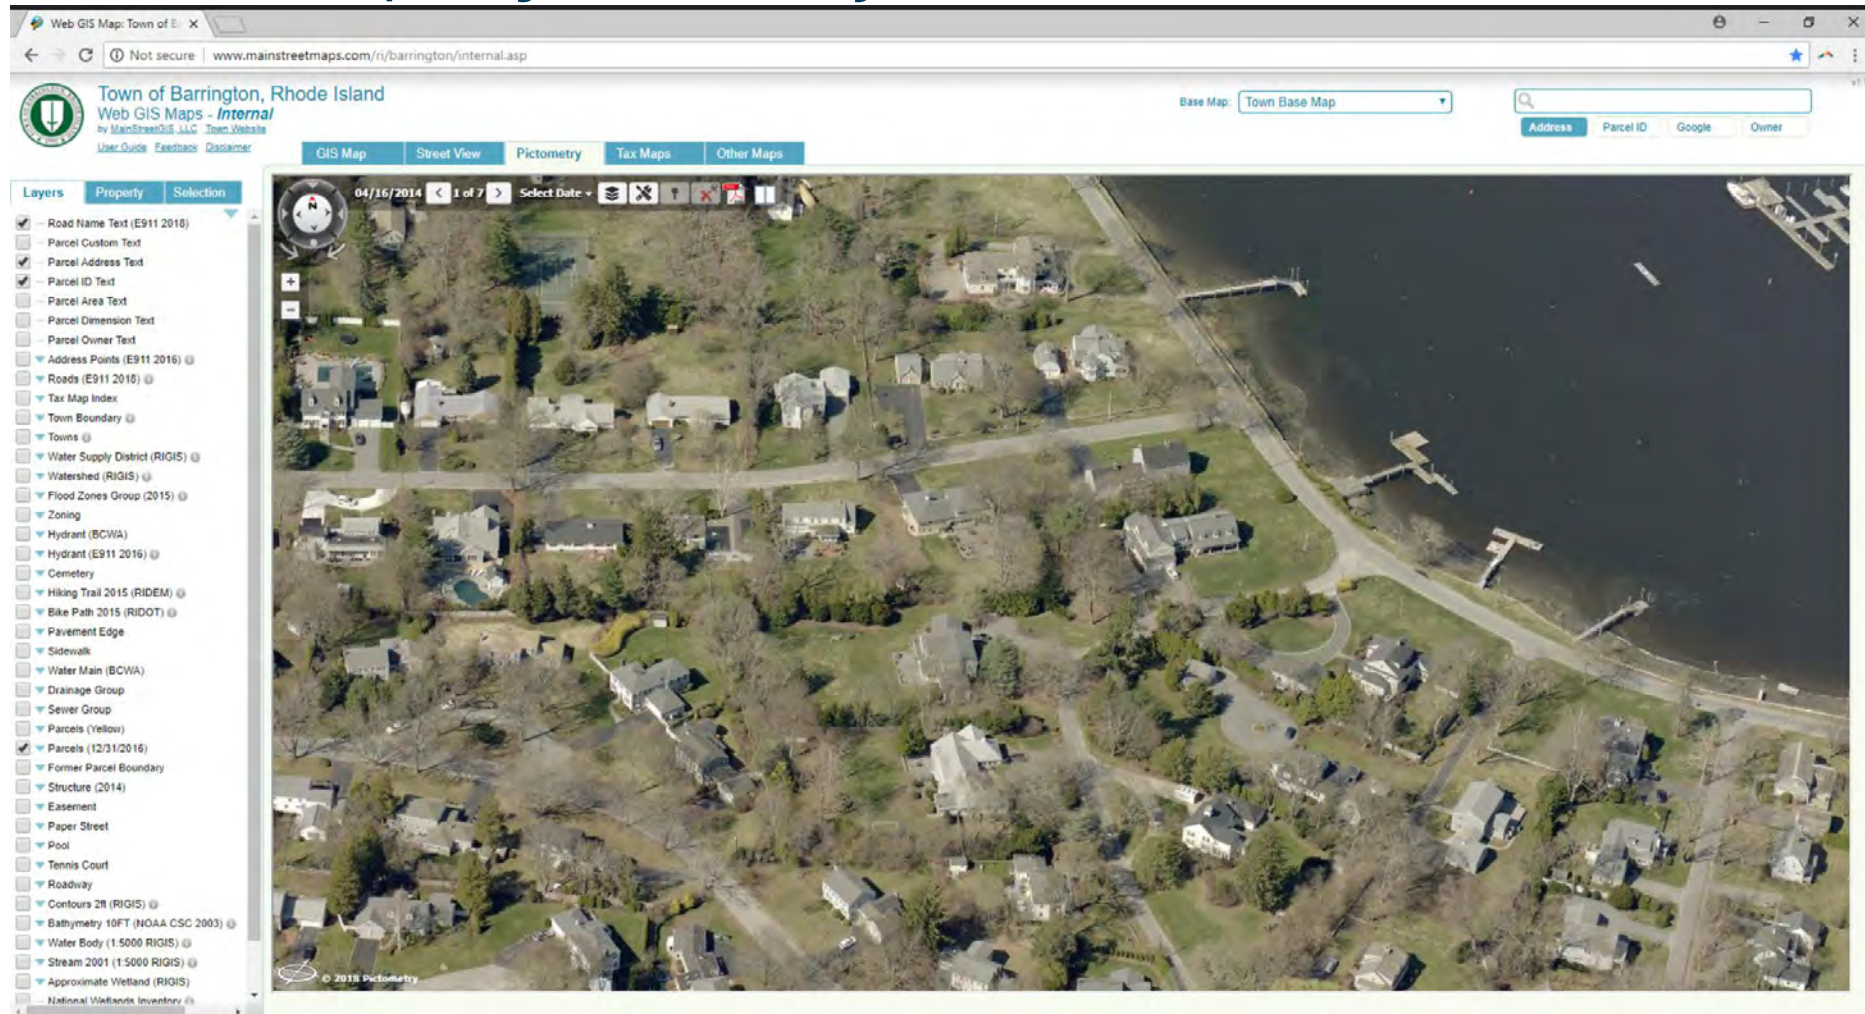 Web GIS Map: Town of B
Not secure | www.mainstreetmaps.com/ri/barrington/internal.asp
Town of Barrington, Rhode Island
Web GIS Maps - Internal
by MainStreetGIS, LLC Town Website
User Guide Feedback Disclaimer
Base Map: Town Base Map
Address Parcel ID Google Owner
GIS Map Street View Pictometry Tax Maps Other Maps
Layers Property Selection
04/16/2014 < 1 of 7 > Select Date
N
+
-
Road Name Text (E911 2018)
Parcel Custom Text
Parcel Address Text
Parcel ID Text
Parcel Area Text
Parcel Dimension Text
Parcel Owner Text
Address Points (E911 2016)
Roads (E911 2018)
Tax Map Index
Town Boundary
Towns
Water Supply District (RIGIS)
Watershed (RIGIS)
Flood Zones Group (2015)
Zoning
Hydrant (BCWA)
Hydrant (E911 2016)
Cemetery
Hiking Trail 2015 (RIDEM)
Bike Path 2015 (RIDOT)
Pavement Edge
Sidewalk
Water Main (BCWA)
Drainage Group
Sewer Group
Parcels (Yellow)
Parcels (12/31/2016)
Former Parcel Boundary
Structure (2014)
Easement
Paper Street
Pool
Tennis Court
Roadway
Contours 2ft (RIGIS)
Bathymetry 10FT (NOAA CSC 2003)
Water Body (1:5000 RIGIS)
Stream 2001 (1:5000 RIGIS)
Approximate Wetland (RIGIS)
National Wetlands Inventory
© 2018 Pictometry